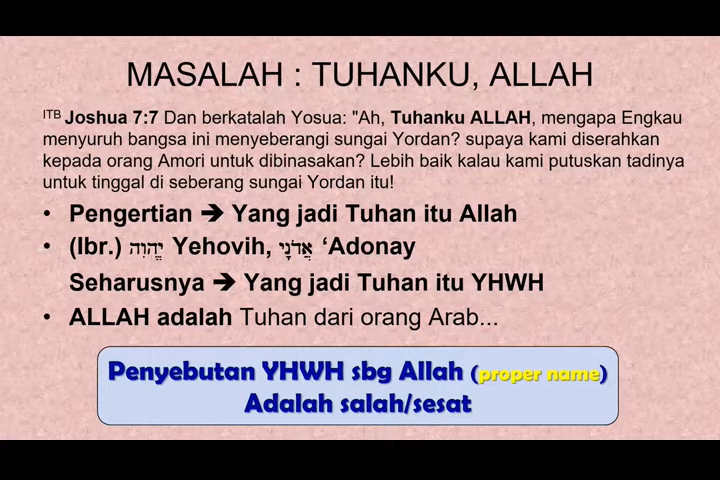 MASALAH : TUHANKU, ALLAH
ITB Joshua 7:7 Dan berkatalah Yosua: "Ah, Tuhanku ALLAH, mengapa Engkau
menyuruh bangsa ini menyeberangi sungai Yordan? supaya kami diserahkan
kepada orang Amori untuk dibinasakan? Lebih baik kalau kami putuskan tadinya
untuk tinggal di seberang sungai Yordan itu!
• Pengertian ➔ Yang jadi Tuhan itu Allah
• (Ibr.) יֱהֹוִה Yehovih, אֲדֹנָי ‘Adonay
Seharusnya ➔ Yang jadi Tuhan itu YHWH
• ALLAH adalah Tuhan dari orang Arab...
Penyebutan YHWH sbg Allah (proper name)
Adalah salah/sesat